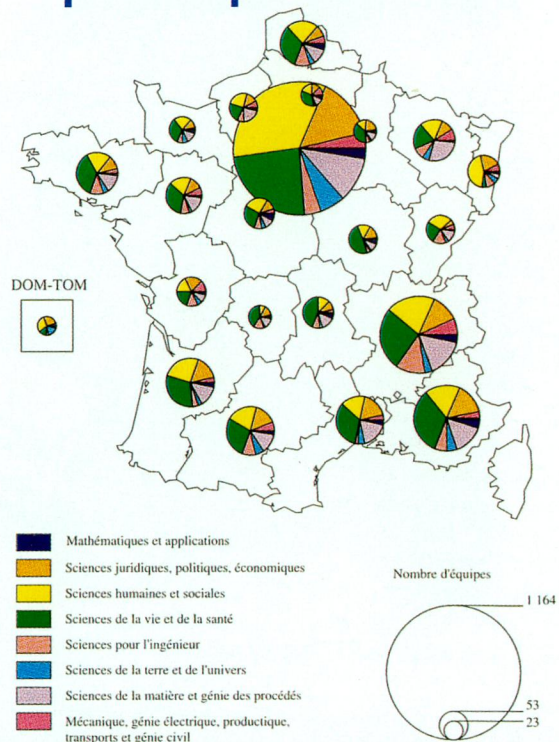 DOM-TOM
Mathématiques et applications
Sciences juridiques, politiques, économiques
Sciences humaines et sociales
Sciences de la vie et de la santé
Sciences pour l'ingénieur
Sciences de la terre et de l'univers
Sciences de la matière et génie des procédés
Mécanique, génie électrique, productique,
transports et génie civil
Nombre d'équipes
1 164
53
23